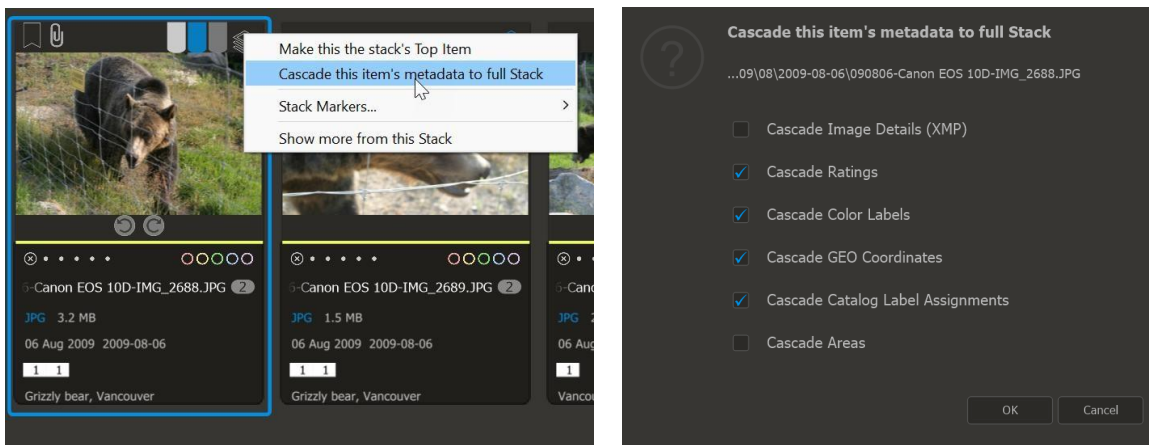 Make this the stack's Top Item
Cascade this item's metadata to full Stack
Stack Markers...
Show more from this Stack
-Canon EOS 10D-IMG_2688.JPG 2
JPG 3.2 MB
06 Aug 2009 2009-08-06
1 1
Grizzly bear, Vancouver
-Canon EOS 10D-IMG_2689.JPG 2
JPG 1.5 MB
06 Aug 2009 2009-08-06
1 1
Grizzly bear, Vancouver
JPG
06
1
Cascade this item's metadata to full Stack
...09\08\2009-08-06\090806-Canon EOS 10D-IMG_2688.JPG
Cascade Image Details (XMP)
Cascade Ratings
Cascade Color Labels
Cascade GEO Coordinates
Cascade Catalog Label Assignments
Cascade Areas
OK Cancel